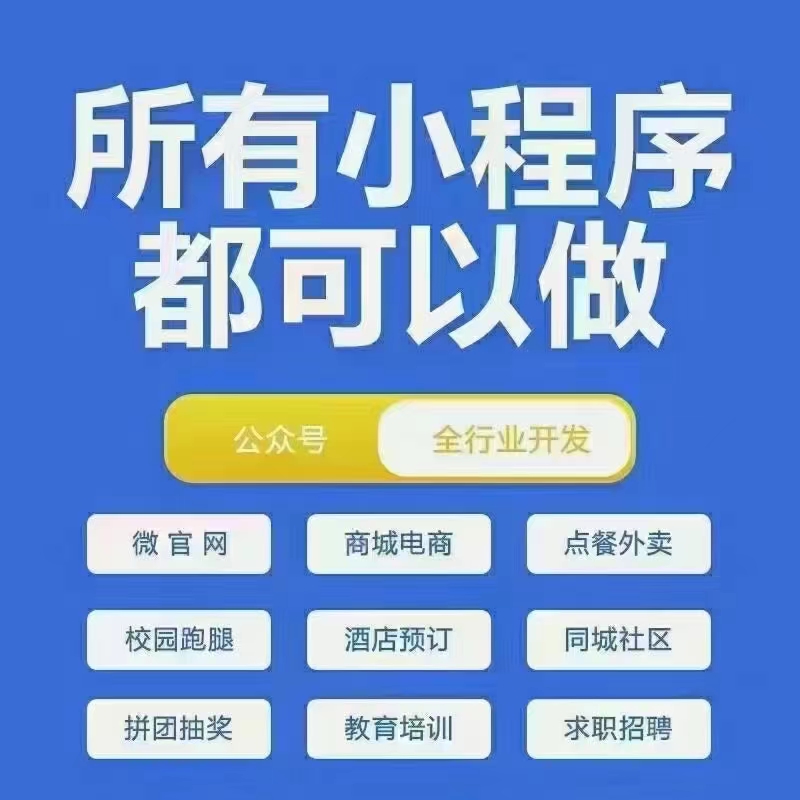 所有小程序
都可以做
公众号 全行业开发
微官网 商城电商 点餐外卖
校园跑腿 酒店预订 同城社区
拼团抽奖 教育培训 求职招聘